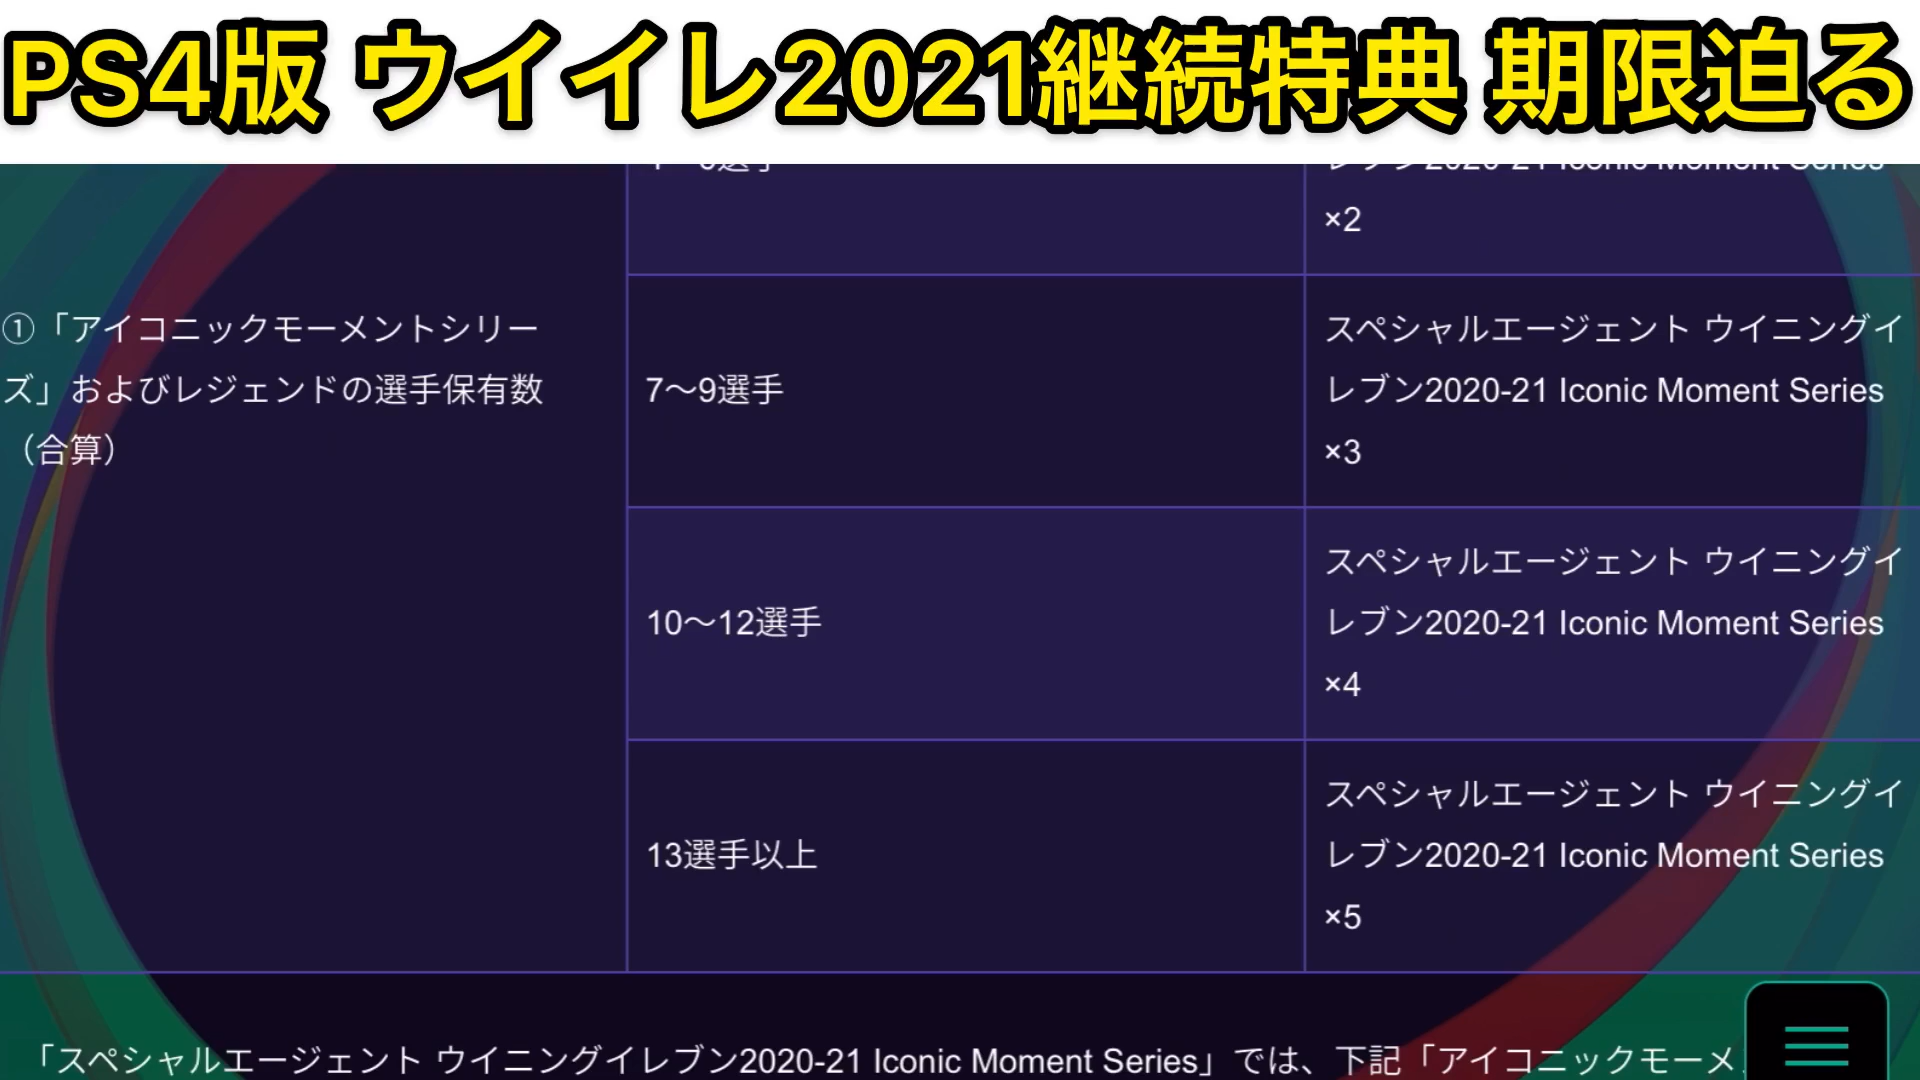 PS4版 ウイイレ2021継続特典 期限迫る
×2
①「アイコニックモーメントシリー
ズ」およびレジェンドの選手保有数
（合算）
7〜9選手
スペシャルエージェント ウイニングイ
レブン2020-21 Iconic Moment Series
×3
10〜12選手
スペシャルエージェント ウイニングイ
レブン2020-21 Iconic Moment Series
×4
13選手以上
スペシャルエージェント ウイニングイ
レブン2020-21 Iconic Moment Series
×5
「スペシャルエージェント ウイニングイレブン2020-21 Iconic Moment Series」では、下記「アイコニックモーメ